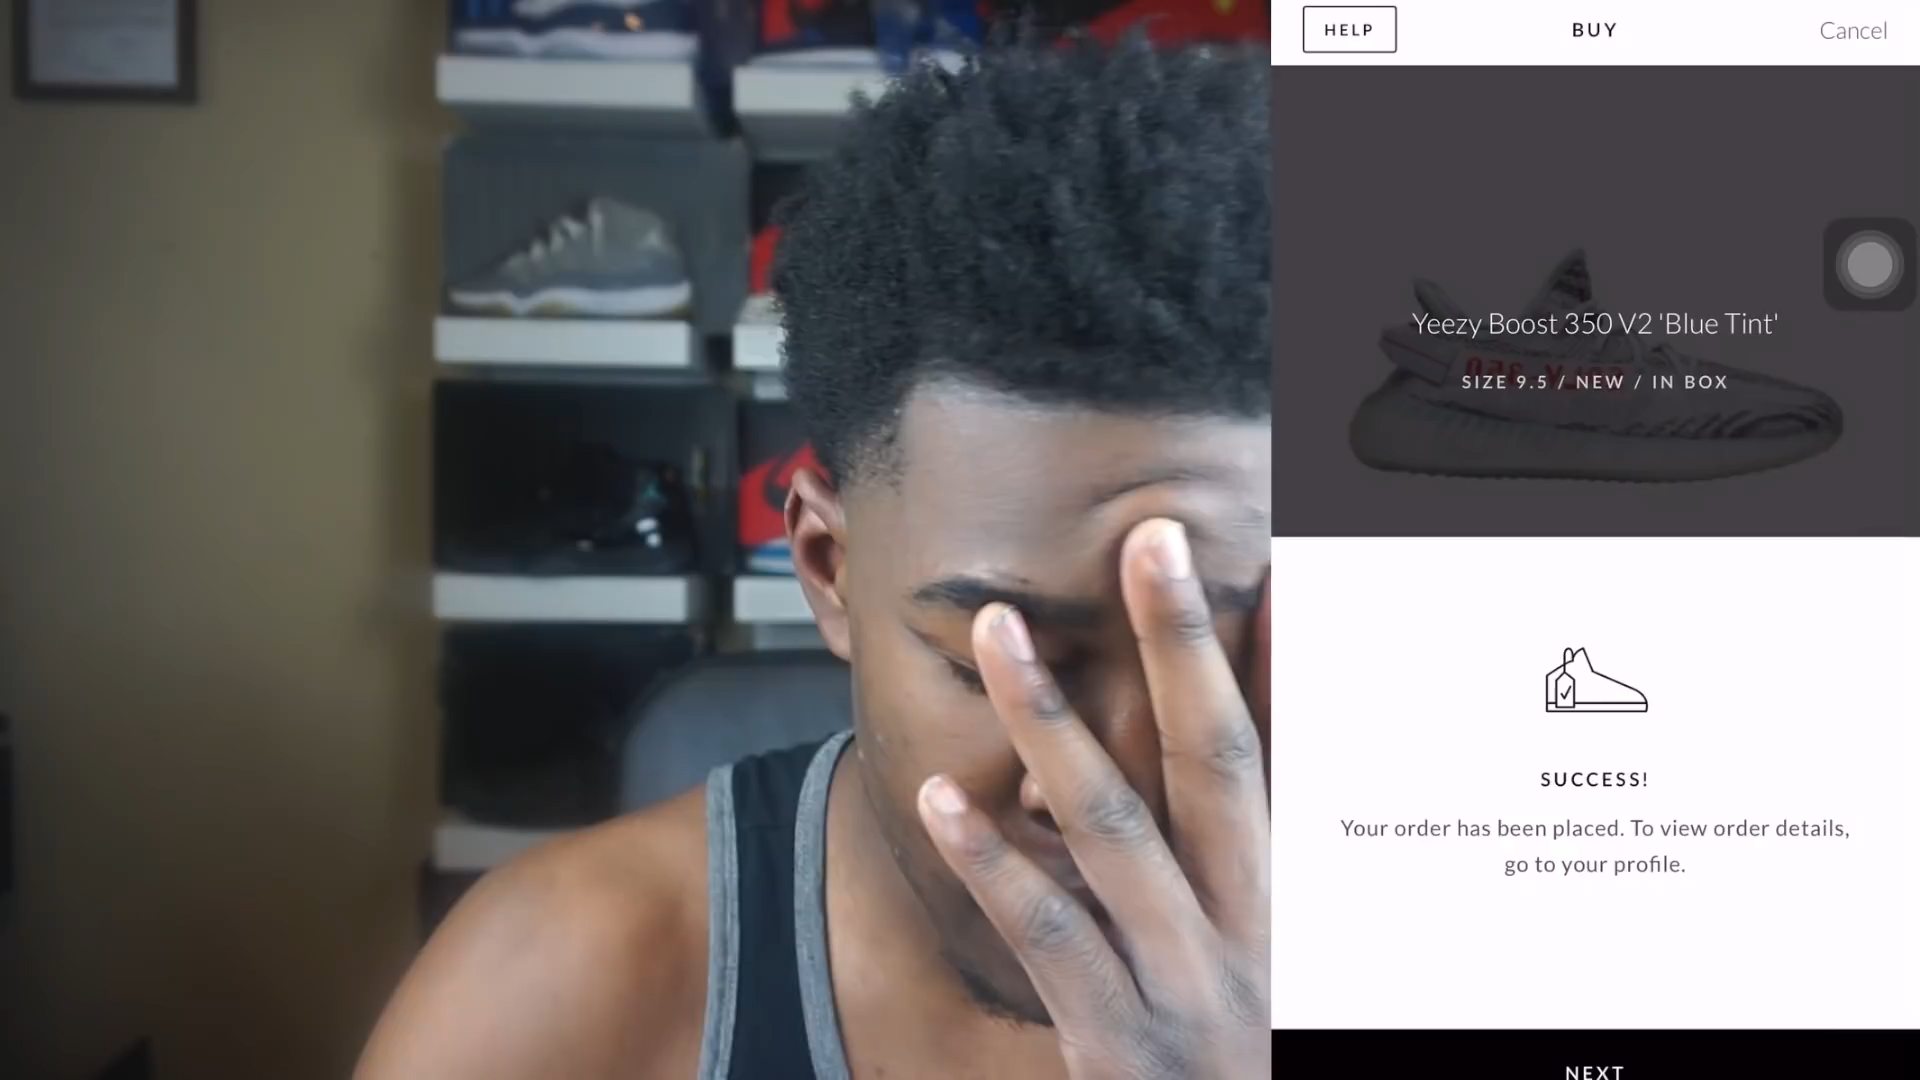 HELP
BUY
Cancel
Yeezy Boost 350 V2 'Blue Tint'
SIZE 9.5 / NEW / IN BOX
SUCCESS!
Your order has been placed. To view order details,
go to your profile.
NEXT